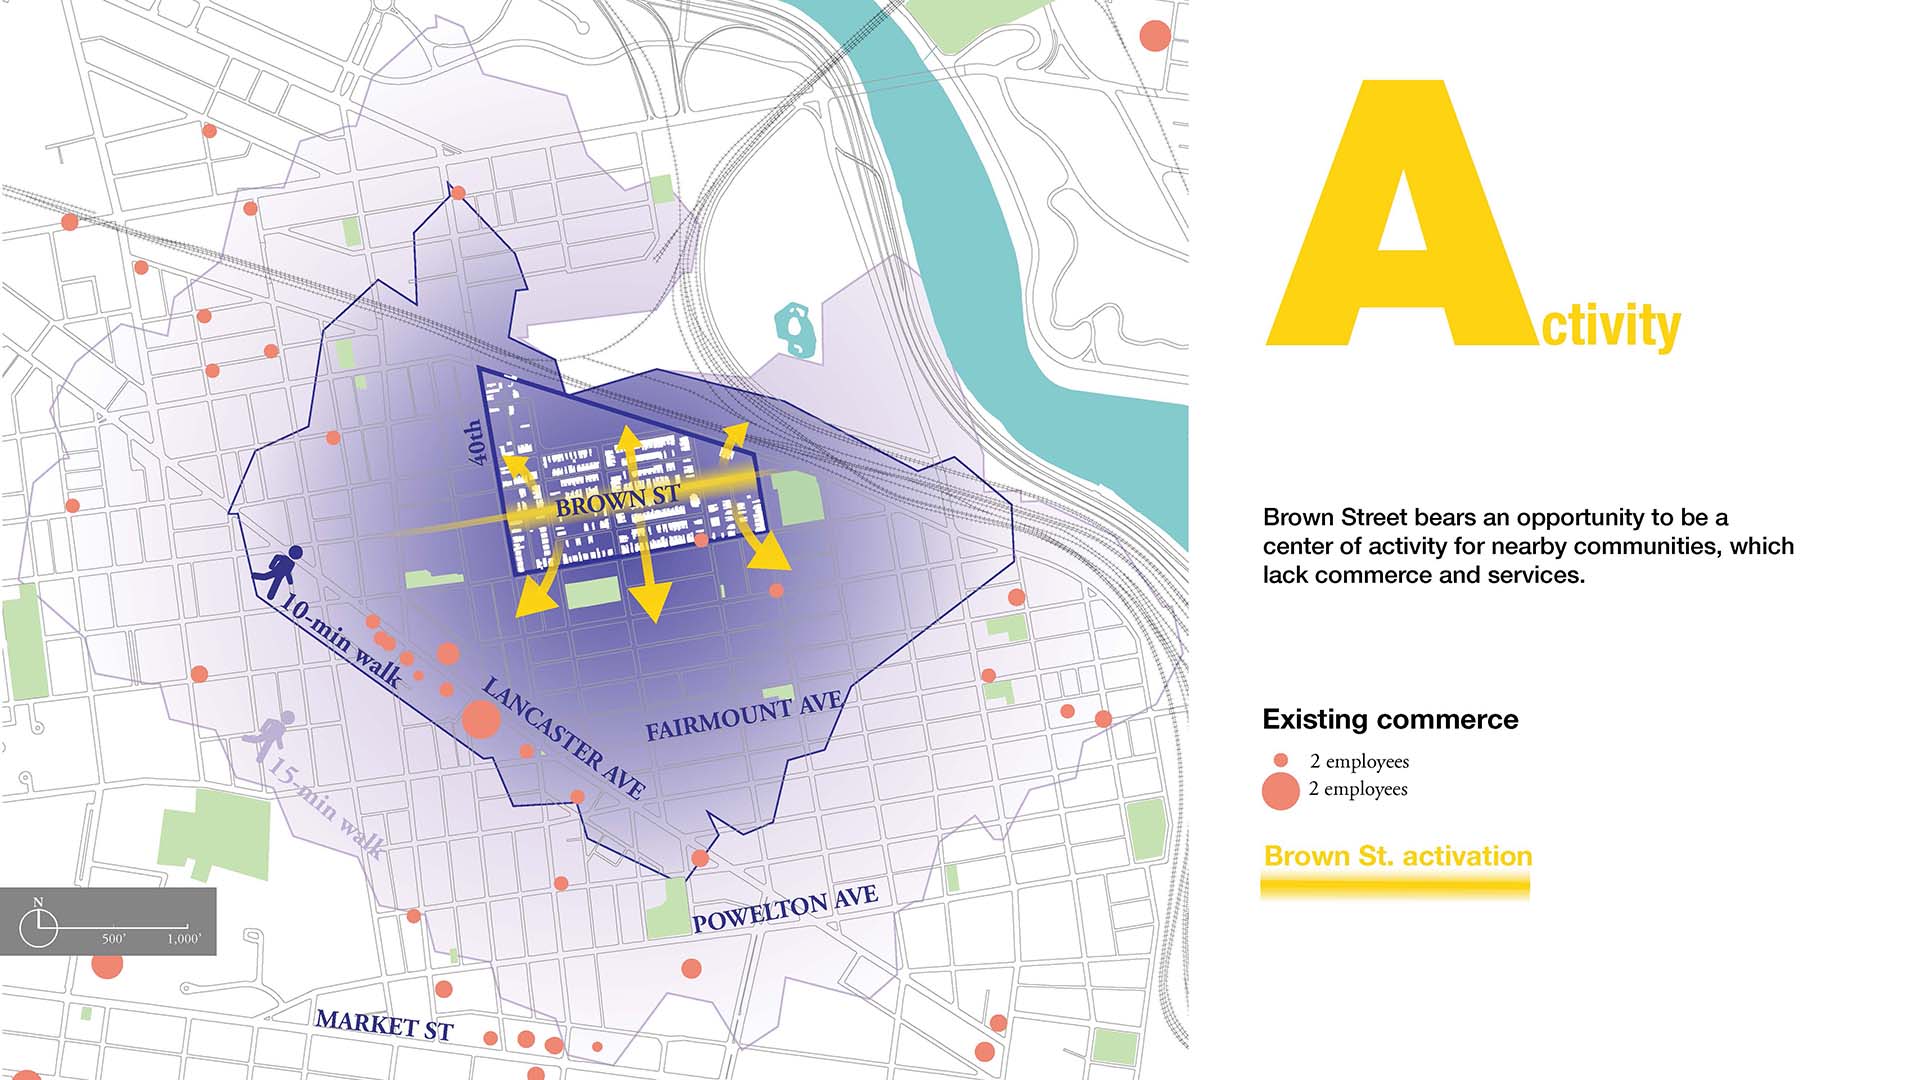 Activity
Brown Street bears an opportunity to be a
center of activity for nearby communities, which
lack commerce and services.
Existing commerce
2 employees
2 employees
Brown St. activation
40th
BROWN ST
10-min walk
LANCASTER AVE
FAIRMOUNT AVE
15-min walk
POWELTON AVE
N
500’
1,000’
MARKET ST